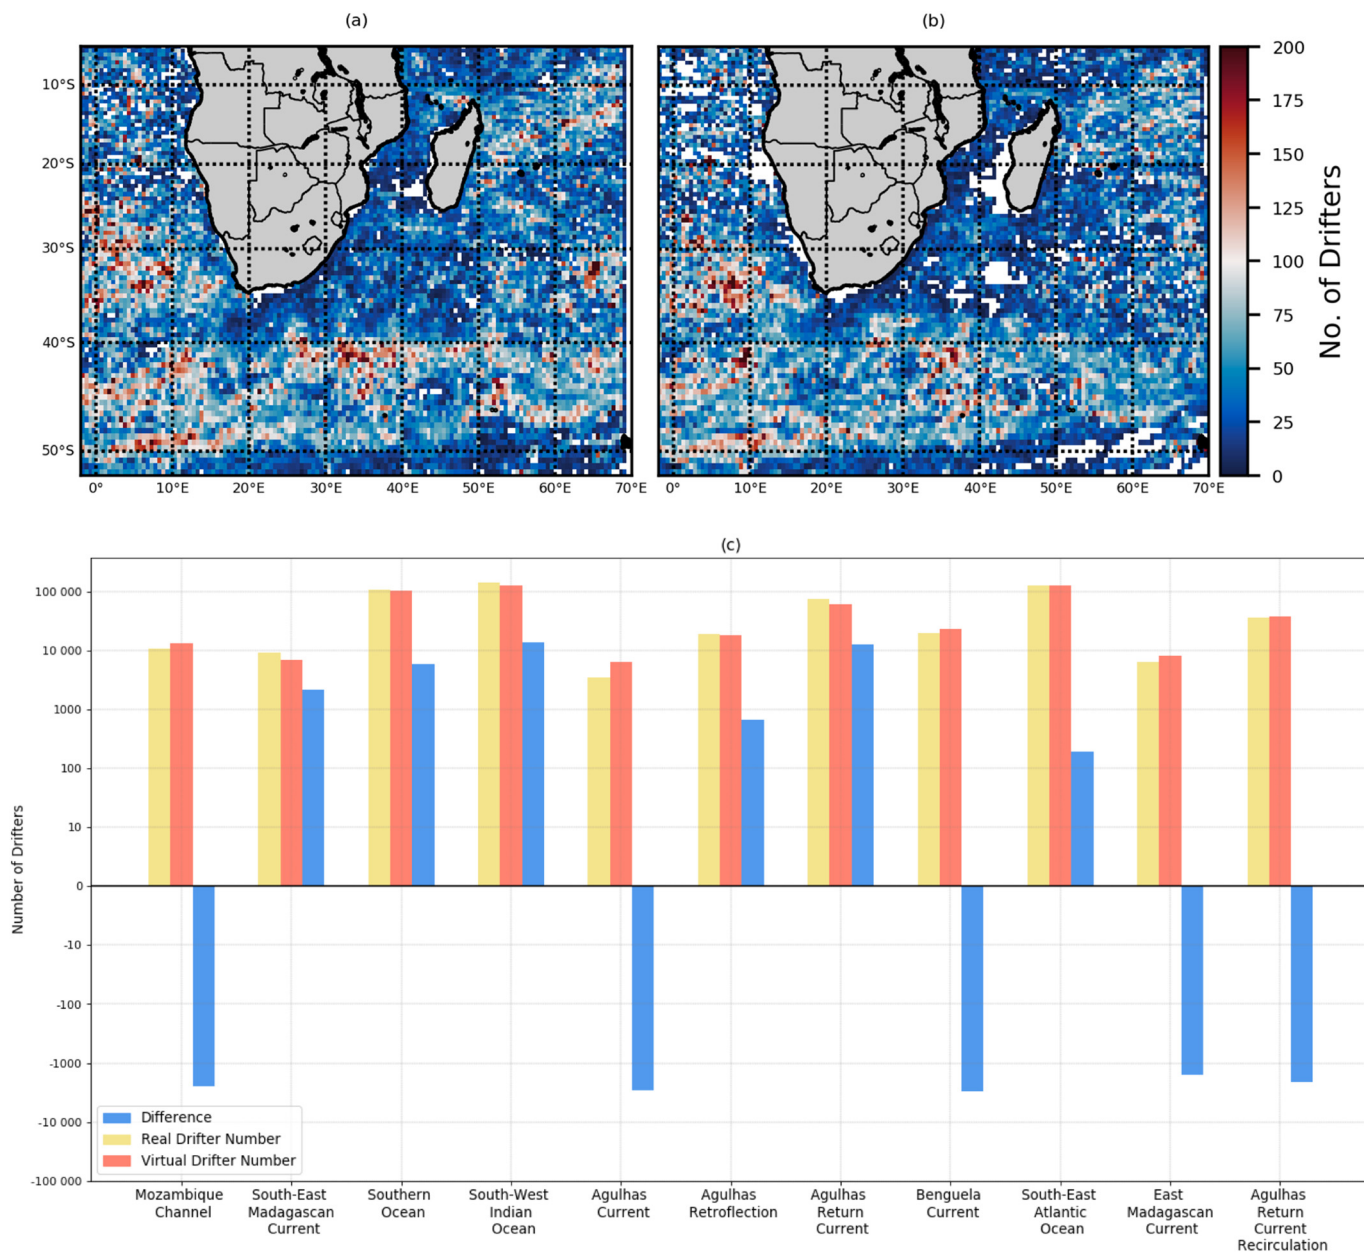 (a)
(b)
10°S
20°S
30°S
40°S
50°S
0°
10°E
20°E
30°E
40°E
50°E
60°E
70°E
0°
10°E
20°E
30°E
40°E
50°E
60°E
70°E
200
175
150
125
100
75
50
25
0
No. of Drifters
(c)
100 000
10 000
1000
100
10
0
-10
-100
-1000
-10 000
-100 000
Number of Drifters
Difference
Real Drifter Number
Virtual Drifter Number
Mozambique
Channel
South-East
Madagascan
Current
Southern
Ocean
South-West
Indian
Ocean
Agulhas
Current
Agulhas
Retroflection
Agulhas
Return
Current
Benguela
Current
South-East
Atlantic
Ocean
East
Madagascan
Current
Agulhas
Return
Current
Recirculation